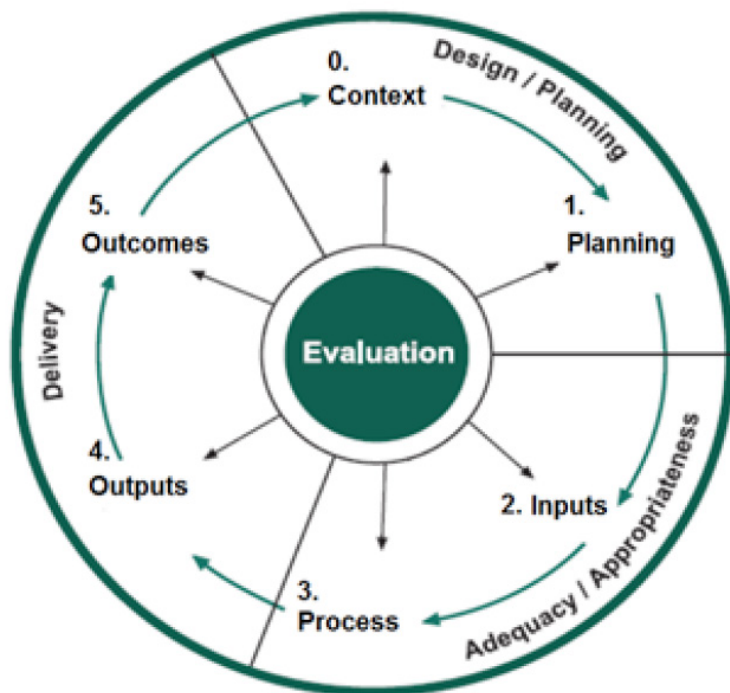 0.
Context
Design / Planning
1.
Planning
2. Inputs
Adequacy / Appropriateness
3.
Process
4.
Outputs
Delivery
5.
Outcomes
Evaluation